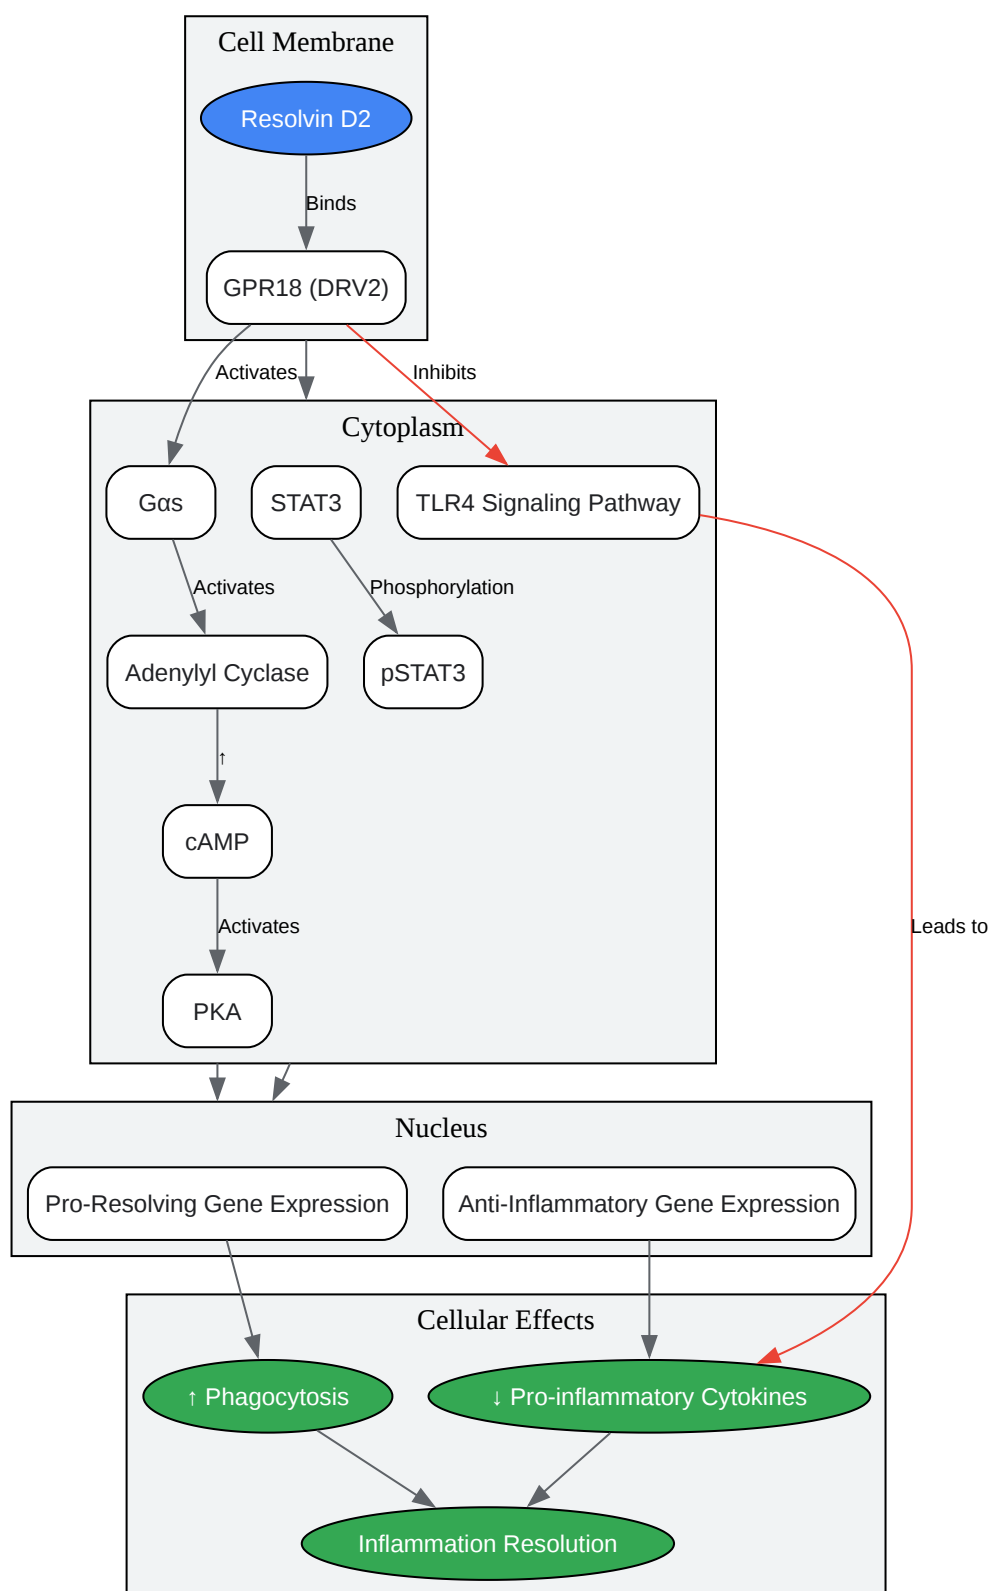 Cell Membrane
Resolvin D2
Binds
GPR18 (DRV2)
Activates
Inhibits
Cytoplasm
Gαs
STAT3
TLR4 Signaling Pathway
Activates
Phosphorylation
Adenylyl Cyclase
pSTAT3
↑
cAMP
Activates
Leads to
PKA
Nucleus
Pro-Resolving Gene Expression
Anti-Inflammatory Gene Expression
Cellular Effects
↑ Phagocytosis
↓ Pro-inflammatory Cytokines
Inflammation Resolution